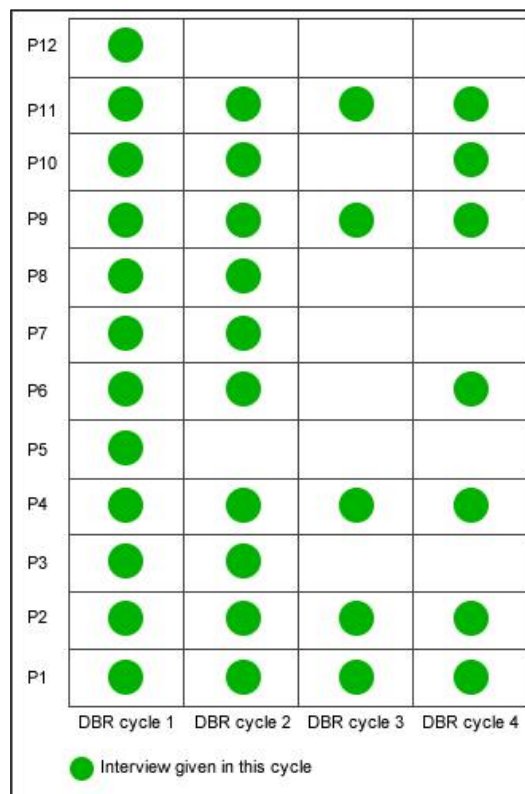 P12
P11
P10
P9
P8
P7
P6
P5
P4
P3
P2
P1
DBR cycle 1 DBR cycle 2 DBR cycle 3 DBR cycle 4
Interview given in this cycle